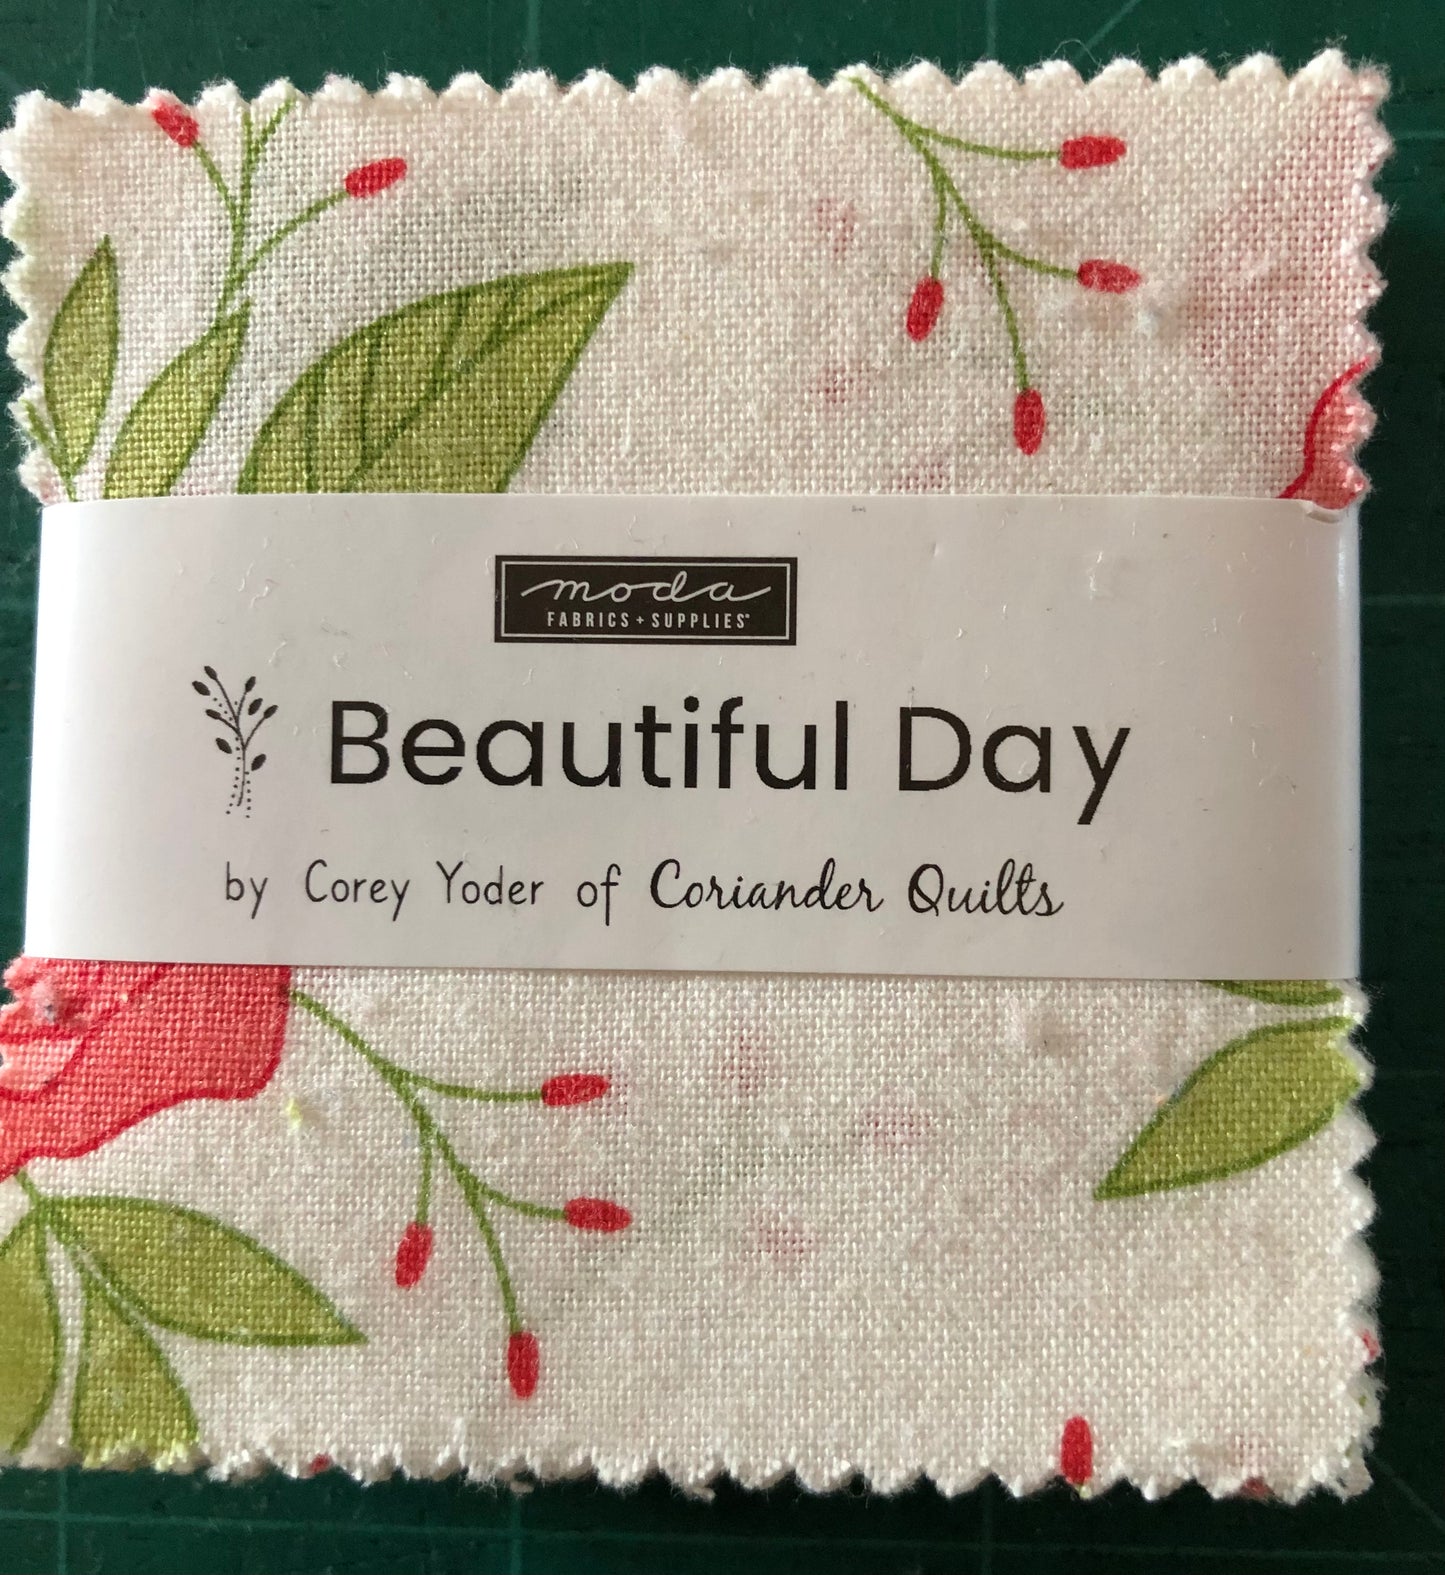 moda
FABRICS + SUPPLIES®
Beautiful Day
by Corey Yoder of Coriander Quilts